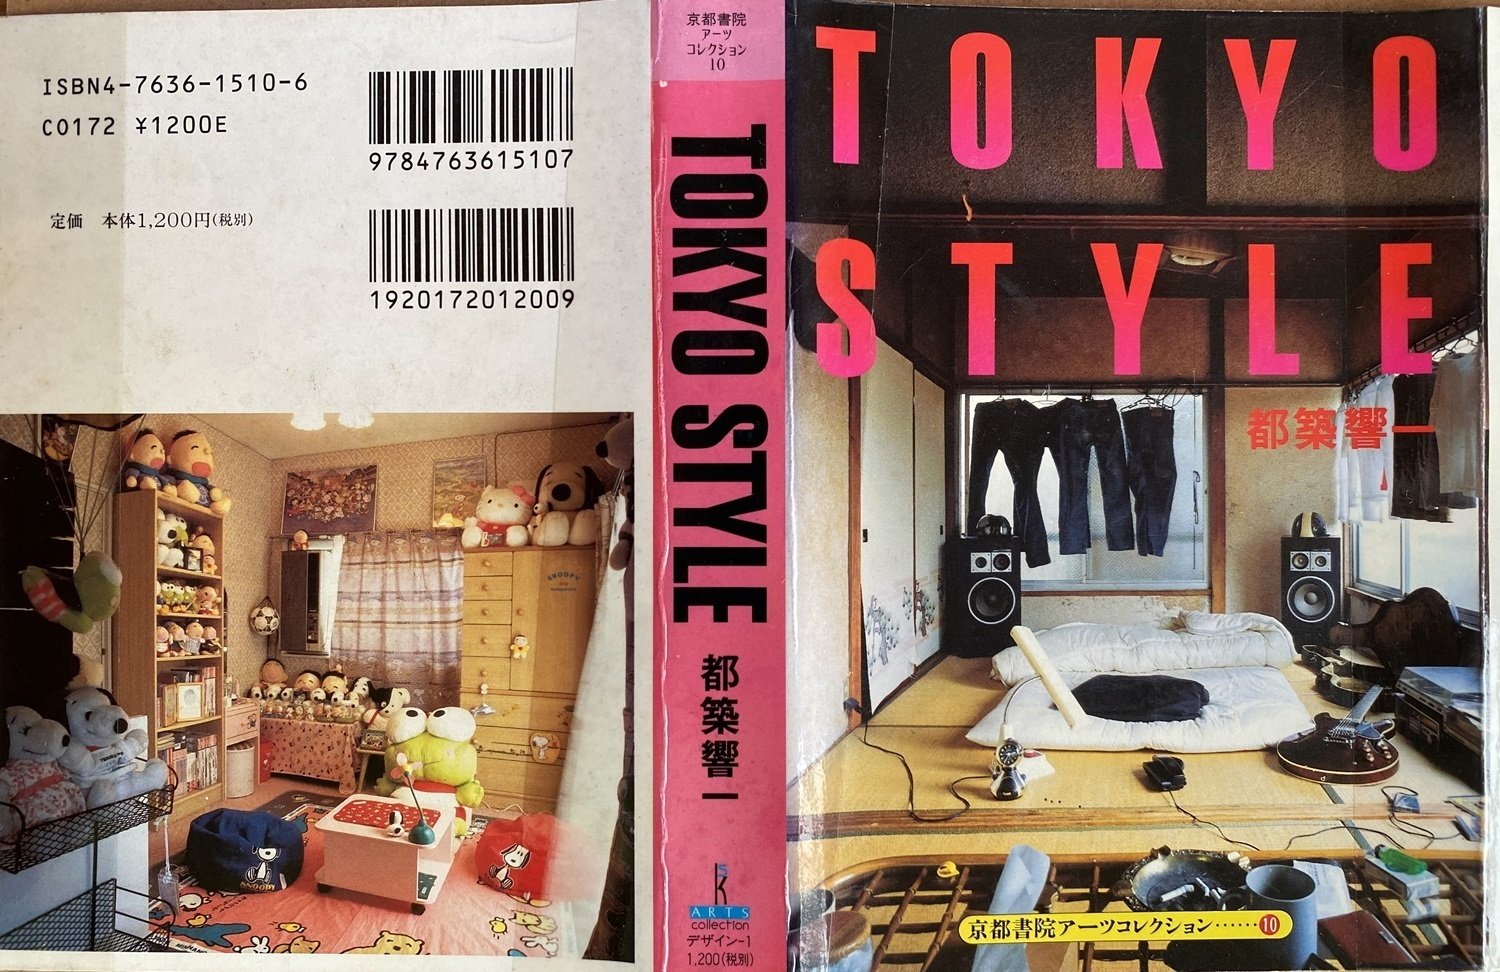 ISBN4-7636-1510-6
C0172 ¥1200E
9784763615107
定価 本体1,200円(税別)
1920172012009
SNOOPY
SNOOPY
京都書院
アーツ
コレクション
10
TOKYO STYLE
都築響一
5
K
ARTS
collection
デザイン-1
1,200(税別)
TOKYO
STYLE
都築響一
京都書院アーツコレクション……10